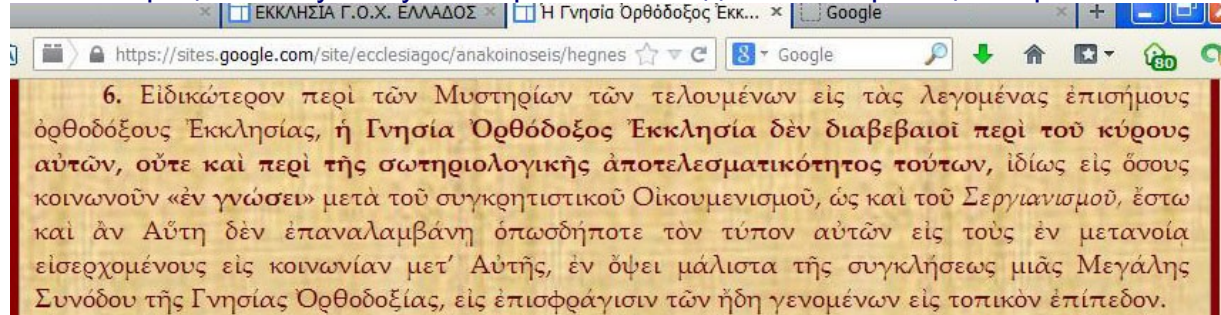 ΕΚΚΛΗΣΙΑ Γ.Ο.Χ. ΕΛΛΑΔΟΣ × Ἡ Γνησία Ὀρθόδοξος Ἐκκ... × Google × +
https://sites.google.com/site/ecclesiagoc/anakoinoseis/hegnes Google 80
6. Εἰδικώτερον περὶ τῶν Μυστηρίων τῶν τελουμένων εἰς τὰς λεγομένας ἐπισήμους
ὀρθοδόξους Ἐκκλησίας, ἡ Γνησία Ὀρθόδοξος Ἐκκλησία δὲν διαβεβαιοῖ περὶ τοῦ κύρους
αὐτῶν, οὔτε καὶ περὶ τῆς σωτηριολογικῆς ἀποτελεσματικότητος τούτων, ἰδίως εἰς ὅσους
κοινωνοῦν «ἐν γνώσει» μετὰ τοῦ συγκρητιστικοῦ Οἰκουμενισμοῦ, ὡς καὶ τοῦ Σεργιανισμοῦ, ἔστω
καὶ ἂν Αὕτη δὲν ἐπαναλαμβάνη ὁπωσδήποτε τὸν τύπον αὐτῶν εἰς τοὺς ἐν μετανοίᾳ
εἰσερχομένους εἰς κοινωνίαν μετ’ Αὐτῆς, ἐν ὄψει μάλιστα τῆς συγκλήσεως μιᾶς Μεγάλης
Συνόδου τῆς Γνησίας Ὀρθοδοξίας, εἰς ἐπισφράγισιν τῶν ἤδη γενομένων εἰς τοπικὸν ἐπίπεδον.